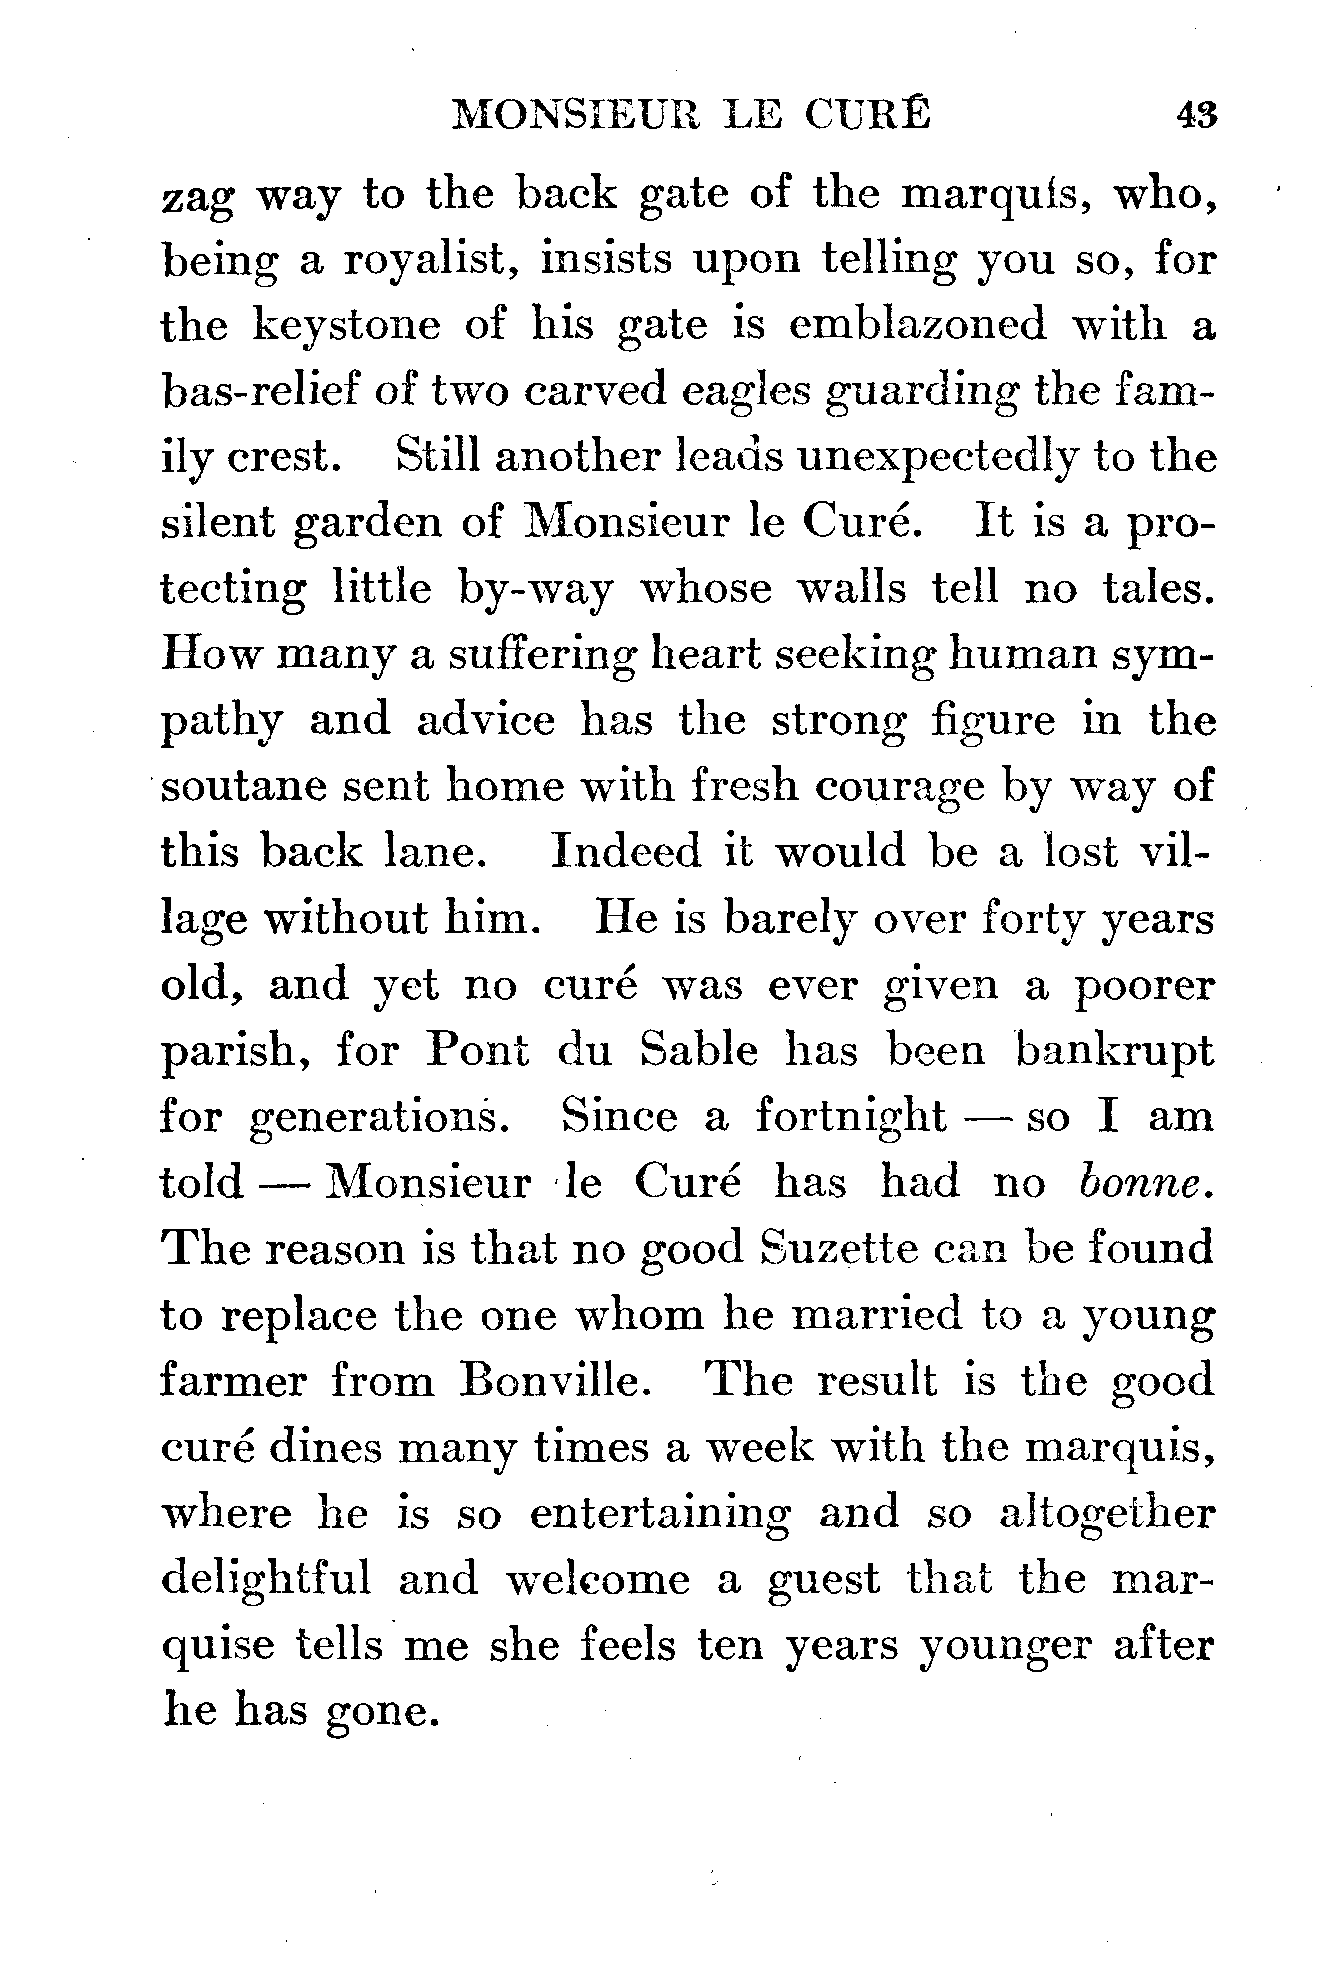 MONSIEUR LE CURÉ 43
zag way to the back gate of the marquis, who,
being a royalist, insists upon telling you so, for
the keystone of his gate is emblazoned with a
bas-relief of two carved eagles guarding the fam-
ily crest. Still another leads unexpectedly to the
silent garden of Monsieur le Curé. It is a pro-
tecting little by-way whose walls tell no tales.
How many a suffering heart seeking human sym-
pathy and advice has the strong figure in the
soutane sent home with fresh courage by way of
this back lane. Indeed it would be a lost vil-
lage without him. He is barely over forty years
old, and yet no curé was ever given a poorer
parish, for Pont du Sable has been bankrupt
for generations. Since a fortnight — so I am
told — Monsieur le Curé has had no bonne.
The reason is that no good Suzette can be found
to replace the one whom he married to a young
farmer from Bonville. The result is the good
curé dines many times a week with the marquis,
where he is so entertaining and so altogether
delightful and welcome a guest that the mar-
quise tells me she feels ten years younger after
he has gone.